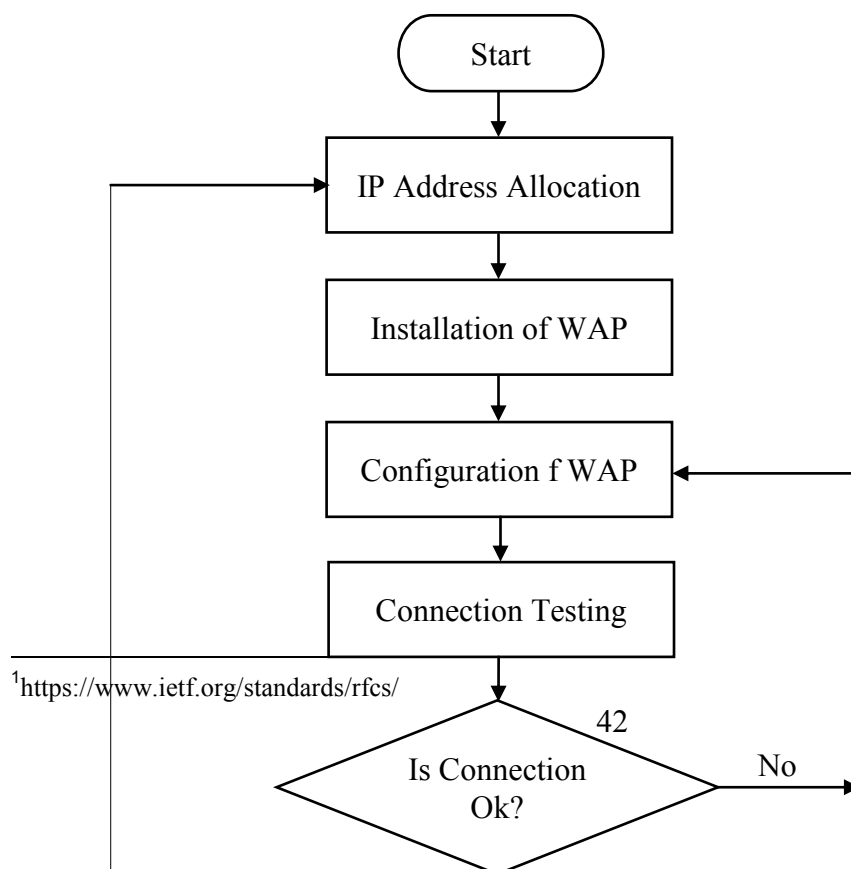 Start
IP Address Allocation
Installation of WAP
Configuration f WAP
Connection Testing
¹https://www.ietf.org/standards/rfcs/
42
Is Connection
Ok?
No